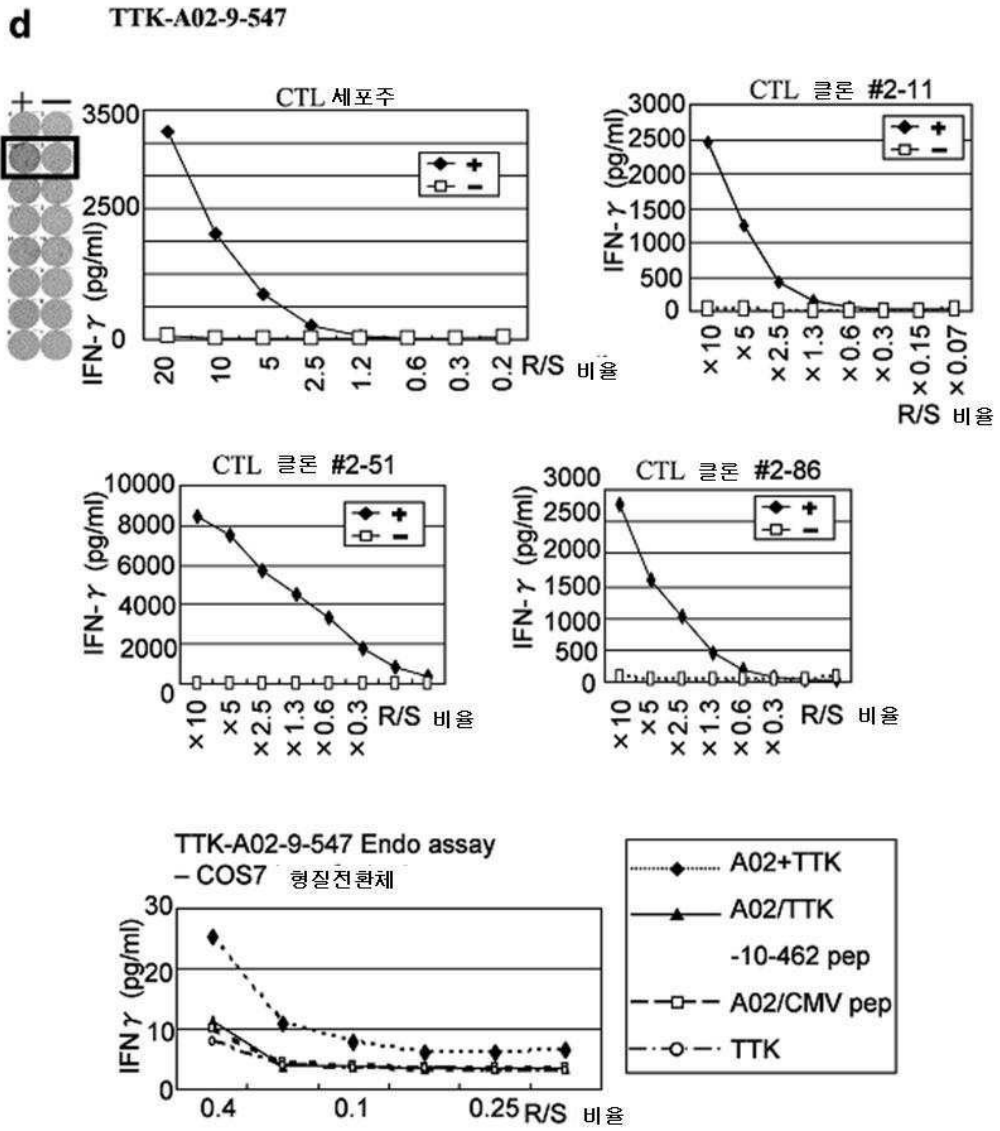 d TTK-A02-9-547
+ −
CTL 세포주
IFN-γ (pg/ml)
3500
2500
0
+
−
20 10 5 2.5 1.2 0.6 0.3 0.2 R/S 비율
CTL 클론 #2-11
IFN-γ (pg/ml)
3000
2500
2000
1500
1000
500
0
+
−
×10 ×5 ×2.5 ×1.3 ×0.6 ×0.3 ×0.15 ×0.07
R/S 비율
CTL 클론 #2-51
IFN-γ (pg/ml)
10000
8000
6000
4000
2000
0
+
−
×10 ×5 ×2.5 ×1.3 ×0.6 ×0.3 R/S 비율
CTL 클론 #2-86
IFN-γ (pg/ml)
3000
2500
2000
1500
1000
500
0
+
−
×10 ×5 ×2.5 ×1.3 ×0.6 ×0.3 R/S 비율
TTK-A02-9-547 Endo assay
– COS7 형질전환체
IFN γ (pg/ml)
30
20
10
0
0.4 0.1 0.25 R/S 비율
A02+TTK
A02/TTK
-10-462 pep
A02/CMV pep
TTK